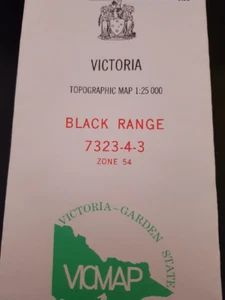 VICTORIA
TOPOGRAPHIC MAP 1:25 000
BLACK RANGE
7323-4-3
ZONE 54
VICTORIA - GARDEN STATE
VICMAP